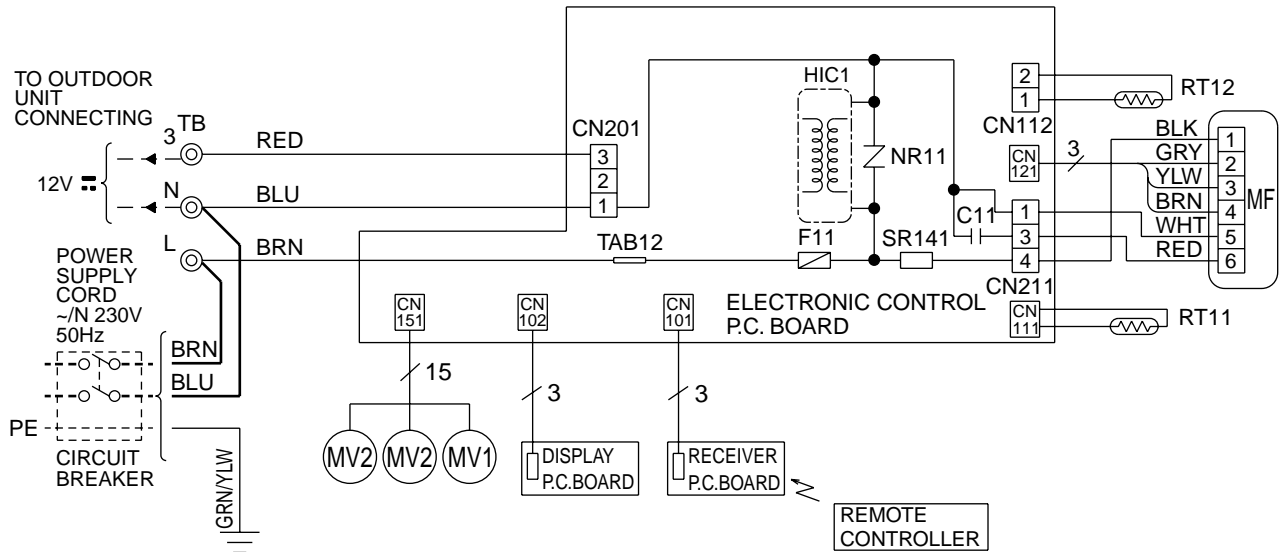 TO OUTDOOR
UNIT
CONNECTING
12V
3 TB
N
L
RED
BLU
BRN
CN201
3
2
1
TAB12
HIC1
NR11
F11
SR141
C11
1
3
4
CN211
2
1
CN112
RT12
CN
121
3
BLK
GRY
YLW
BRN
WHT
RED
1
2
3
4
5
6
MF
CN
111
RT11
ELECTRONIC CONTROL
P.C. BOARD
POWER
SUPPLY
CORD
~/N 230V
50Hz
BRN
BLU
PE
CIRCUIT
BREAKER
GRN/YLW
CN
151
15
MV2
MV2
MV1
CN
102
3
DISPLAY
P.C.BOARD
CN
101
3
RECEIVER
P.C.BOARD
REMOTE
CONTROLLER